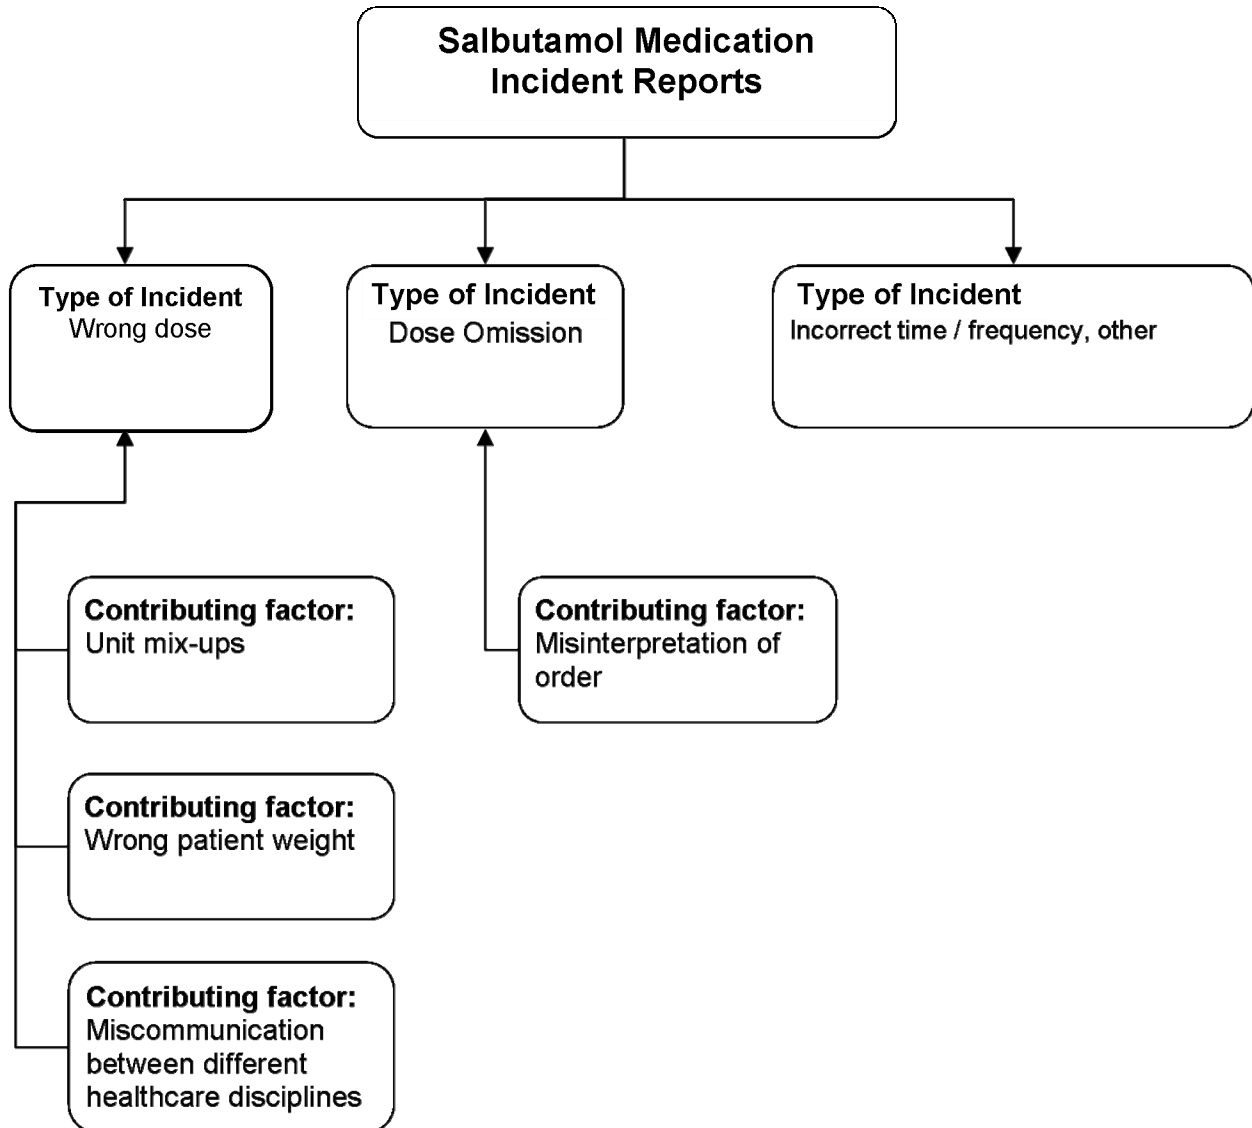 Salbutamol Medication
Incident Reports
Type of Incident
Wrong dose
Type of Incident
Dose Omission
Type of Incident
Incorrect time / frequency, other
Contributing factor:
Unit mix-ups
Contributing factor:
Misinterpretation of
order
Contributing factor:
Wrong patient weight
Contributing factor:
Miscommunication
between different
healthcare disciplines